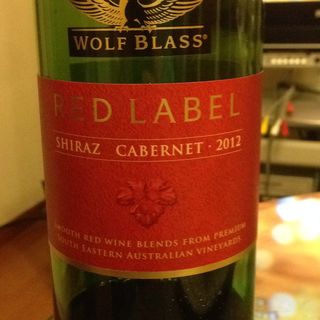 WOLF BLASS®
RED LABEL
SHIRAZ CABERNET · 2012
SMOOTH RED WINE BLENDS FROM PREMIUM
SOUTH EASTERN AUSTRALIAN VINEYARDS.